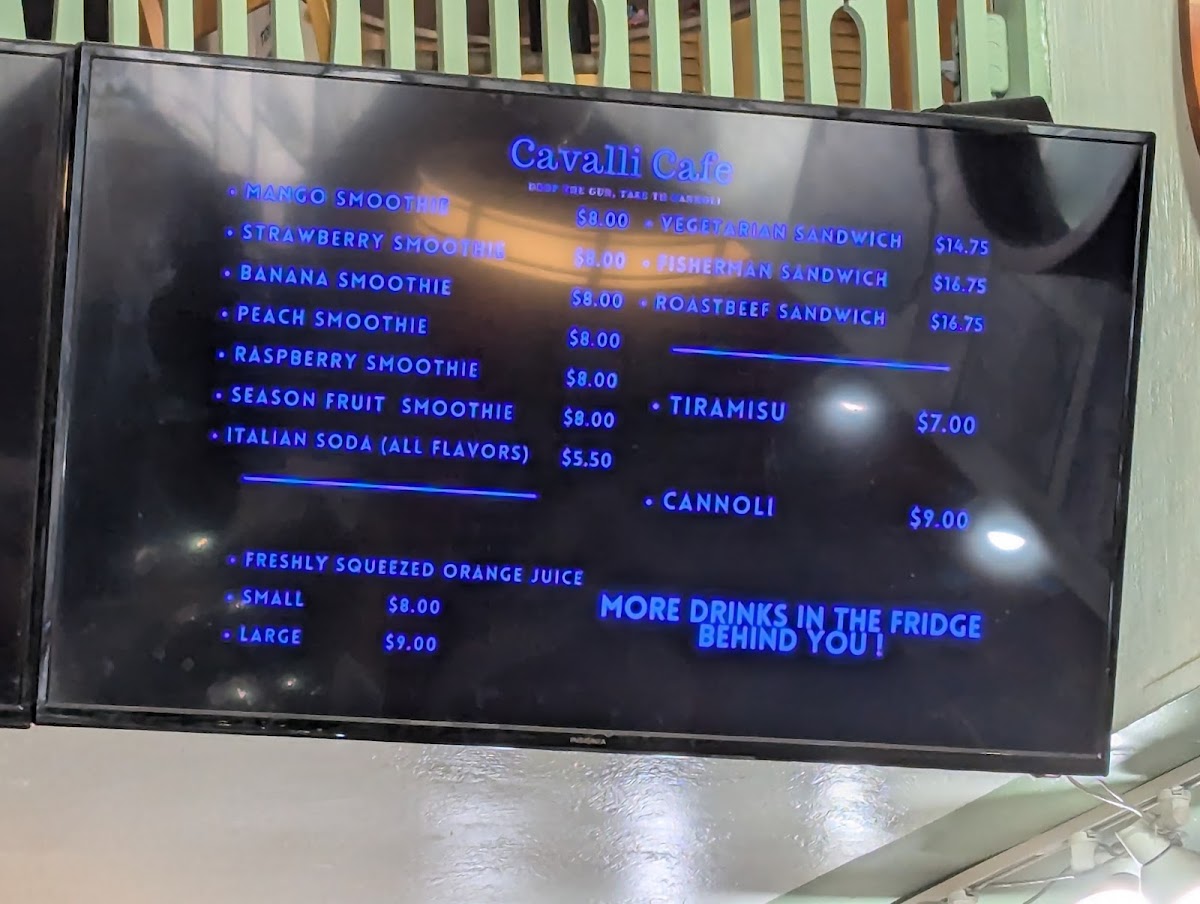 Cavalli Cafe
DROP THE GUN, TAKE TH CANNOLI
• MANGO SMOOTHIE $8.00
• STRAWBERRY SMOOTHIE $8.00
• BANANA SMOOTHIE $8.00
• PEACH SMOOTHIE $8.00
• RASPBERRY SMOOTHIE $8.00
• SEASON FRUIT SMOOTHIE $8.00
• ITALIAN SODA (ALL FLAVORS) $5.50
• FRESHLY SQUEEZED ORANGE JUICE
• SMALL $8.00
• LARGE $9.00
• VEGETARIAN SANDWICH $14.75
• FISHERMAN SANDWICH $16.75
• ROASTBEEF SANDWICH $16.75
• TIRAMISU $7.00
• CANNOLI $9.00
MORE DRINKS IN THE FRIDGE
BEHIND YOU !
INSIGNIA